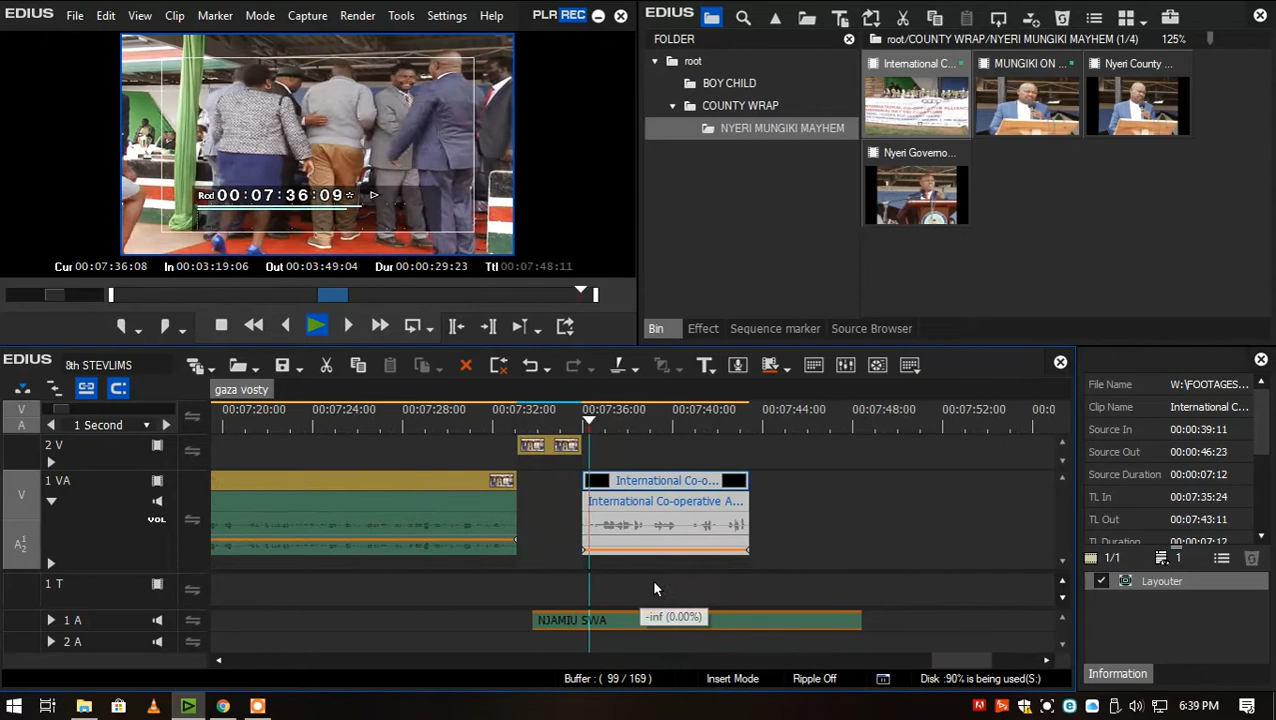 EDIUS File Edit View Clip Marker Mode Capture Render Tools Settings Help PLR REC
Rcd 00:07:36:09
Cur 00:07:36:08 In 00:03:19:06 Out 00:03:49:04 Dur 00:00:29:23 Ttl 00:07:48:11
EDIUS
FOLDER
root/COUNTY WRAP/NYERI MUNGIKI MAYHEM (1/4) 125%
root
BOY CHILD
COUNTY WRAP
NYERI MUNGIKI MAYHEM
International C...
MUNGIKI ON ...
Nyeri County ...
Nyeri Governo...
Bin Effect Sequence marker Source Browser
EDIUS 8th STEVLIMS
gaza vosty
V
A
1 Second
00:07:20:00 00:07:24:00 00:07:28:00 00:07:32:00 00:07:36:00 00:07:40:00 00:07:44:00 00:07:48:00 00:07:52:00 00:0
2 V
1 VA
V
VOL
A1
2
International Co-o...
International Co-operative A...
1 T
1 A
NJAMIU SWA
-inf (0.00%)
2 A
Buffer : ( 99 / 169 ) Insert Mode Ripple Off Disk :90% is being used(S:)
File Name W:\FOOTAGES...
Clip Name International C...
Source In 00:00:39:11
Source Out 00:00:46:23
Source Duration 00:00:07:12
TL In 00:07:35:24
TL Out 00:07:43:11
1/1 1
Layouter
Information
6:39 PM